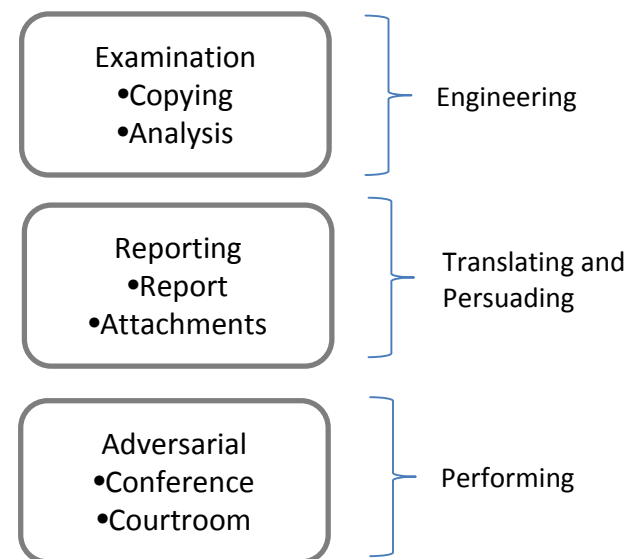 Examination
•Copying
•Analysis
Engineering
Reporting
•Report
•Attachments
Translating and
Persuading
Adversarial
•Conference
•Courtroom
Performing